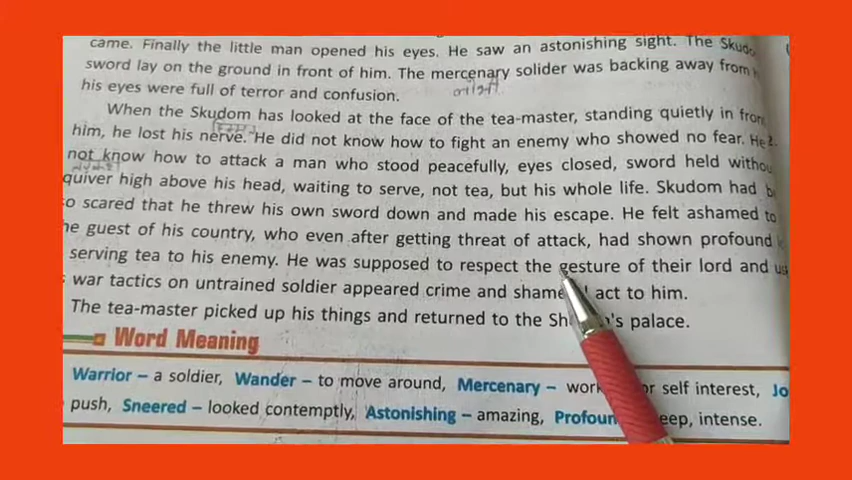 came. Finally the little man opened his eyes. He saw an astonishing sight. The Skudo
sword lay on the ground in front of him. The mercenary solider was backing away from
his eyes were full of terror and confusion.
When the Skudom has looked at the face of the tea-master, standing quietly in fron
him, he lost his nerve. He did not know how to fight an enemy who showed no fear. He
not know how to attack a man who stood peacefully, eyes closed, sword held withou
quiver high above his head, waiting to serve, not tea, but his whole life. Skudom had b
so scared that he threw his own sword down and made his escape. He felt ashamed to
he guest of his country, who even after getting threat of attack, had shown profound
serving tea to his enemy. He was supposed to respect the gesture of their lord and us
war tactics on untrained soldier appeared crime and shame act to him.
The tea-master picked up his things and returned to the Sh 's palace.
Word Meaning
Warrior – a soldier, Wander – to move around, Mercenary – work or self interest, Jo
push, Sneered – looked contemptly, Astonishing – amazing, Profoun eep, intense.